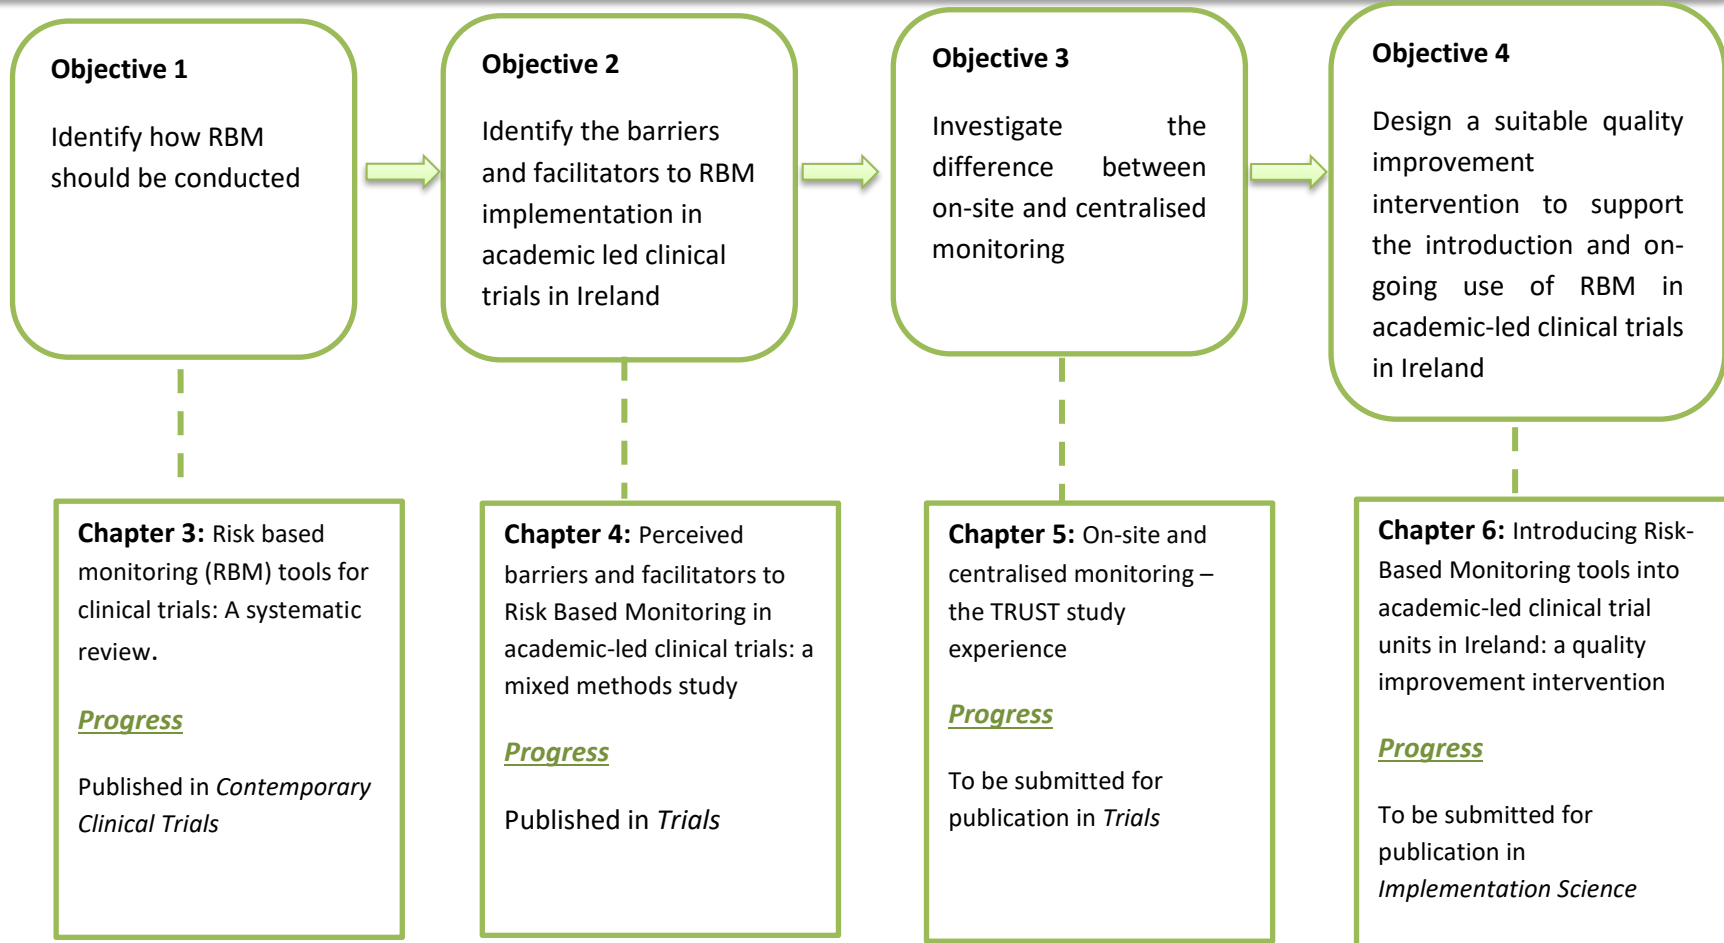 Objective 1
Identify how RBM
should be conducted
Objective 2
Identify the barriers
and facilitators to RBM
implementation in
academic led clinical
trials in Ireland
Objective 3
Investigate the
difference between
on-site and centralised
monitoring
Objective 4
Design a suitable quality
improvement
intervention to support
the introduction and on-
going use of RBM in
academic-led clinical trials
in Ireland
Chapter 3: Risk based
monitoring (RBM) tools for
clinical trials: A systematic
review.
Progress
Published in Contemporary
Clinical Trials
Chapter 4: Perceived
barriers and facilitators to
Risk Based Monitoring in
academic-led clinical trials: a
mixed methods study
Progress
Published in Trials
Chapter 5: On-site and
centralised monitoring –
the TRUST study
experience
Progress
To be submitted for
publication in Trials
Chapter 6: Introducing Risk-
Based Monitoring tools into
academic-led clinical trial
units in Ireland: a quality
improvement intervention
Progress
To be submitted for
publication in
Implementation Science